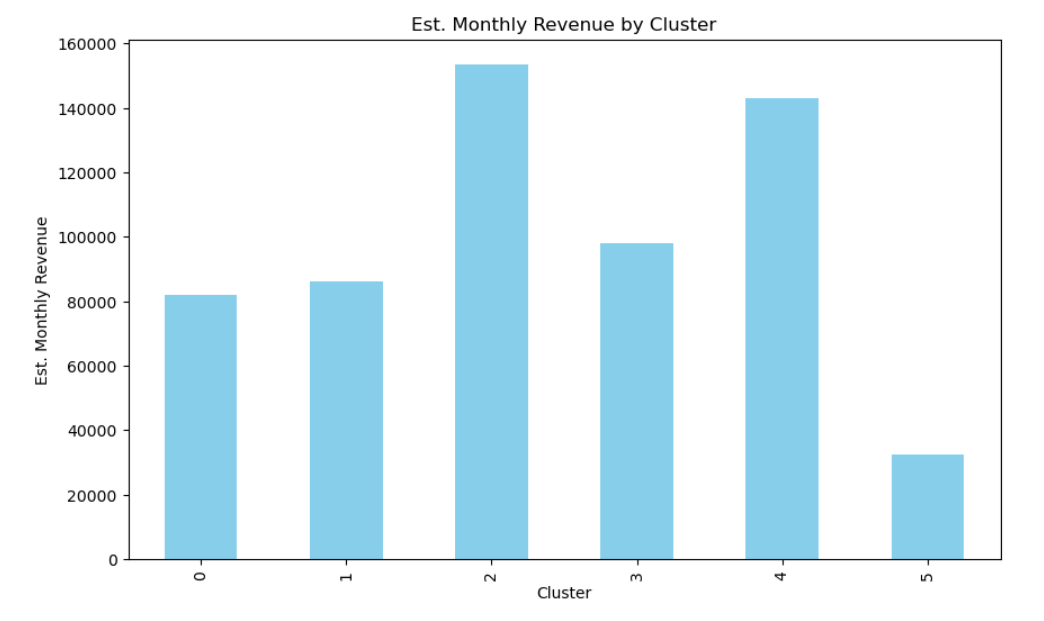 Est. Monthly Revenue by Cluster
160000
140000
120000
100000
80000
60000
40000
20000
0
Est. Monthly Revenue
0 1 2 3 4 5
Cluster